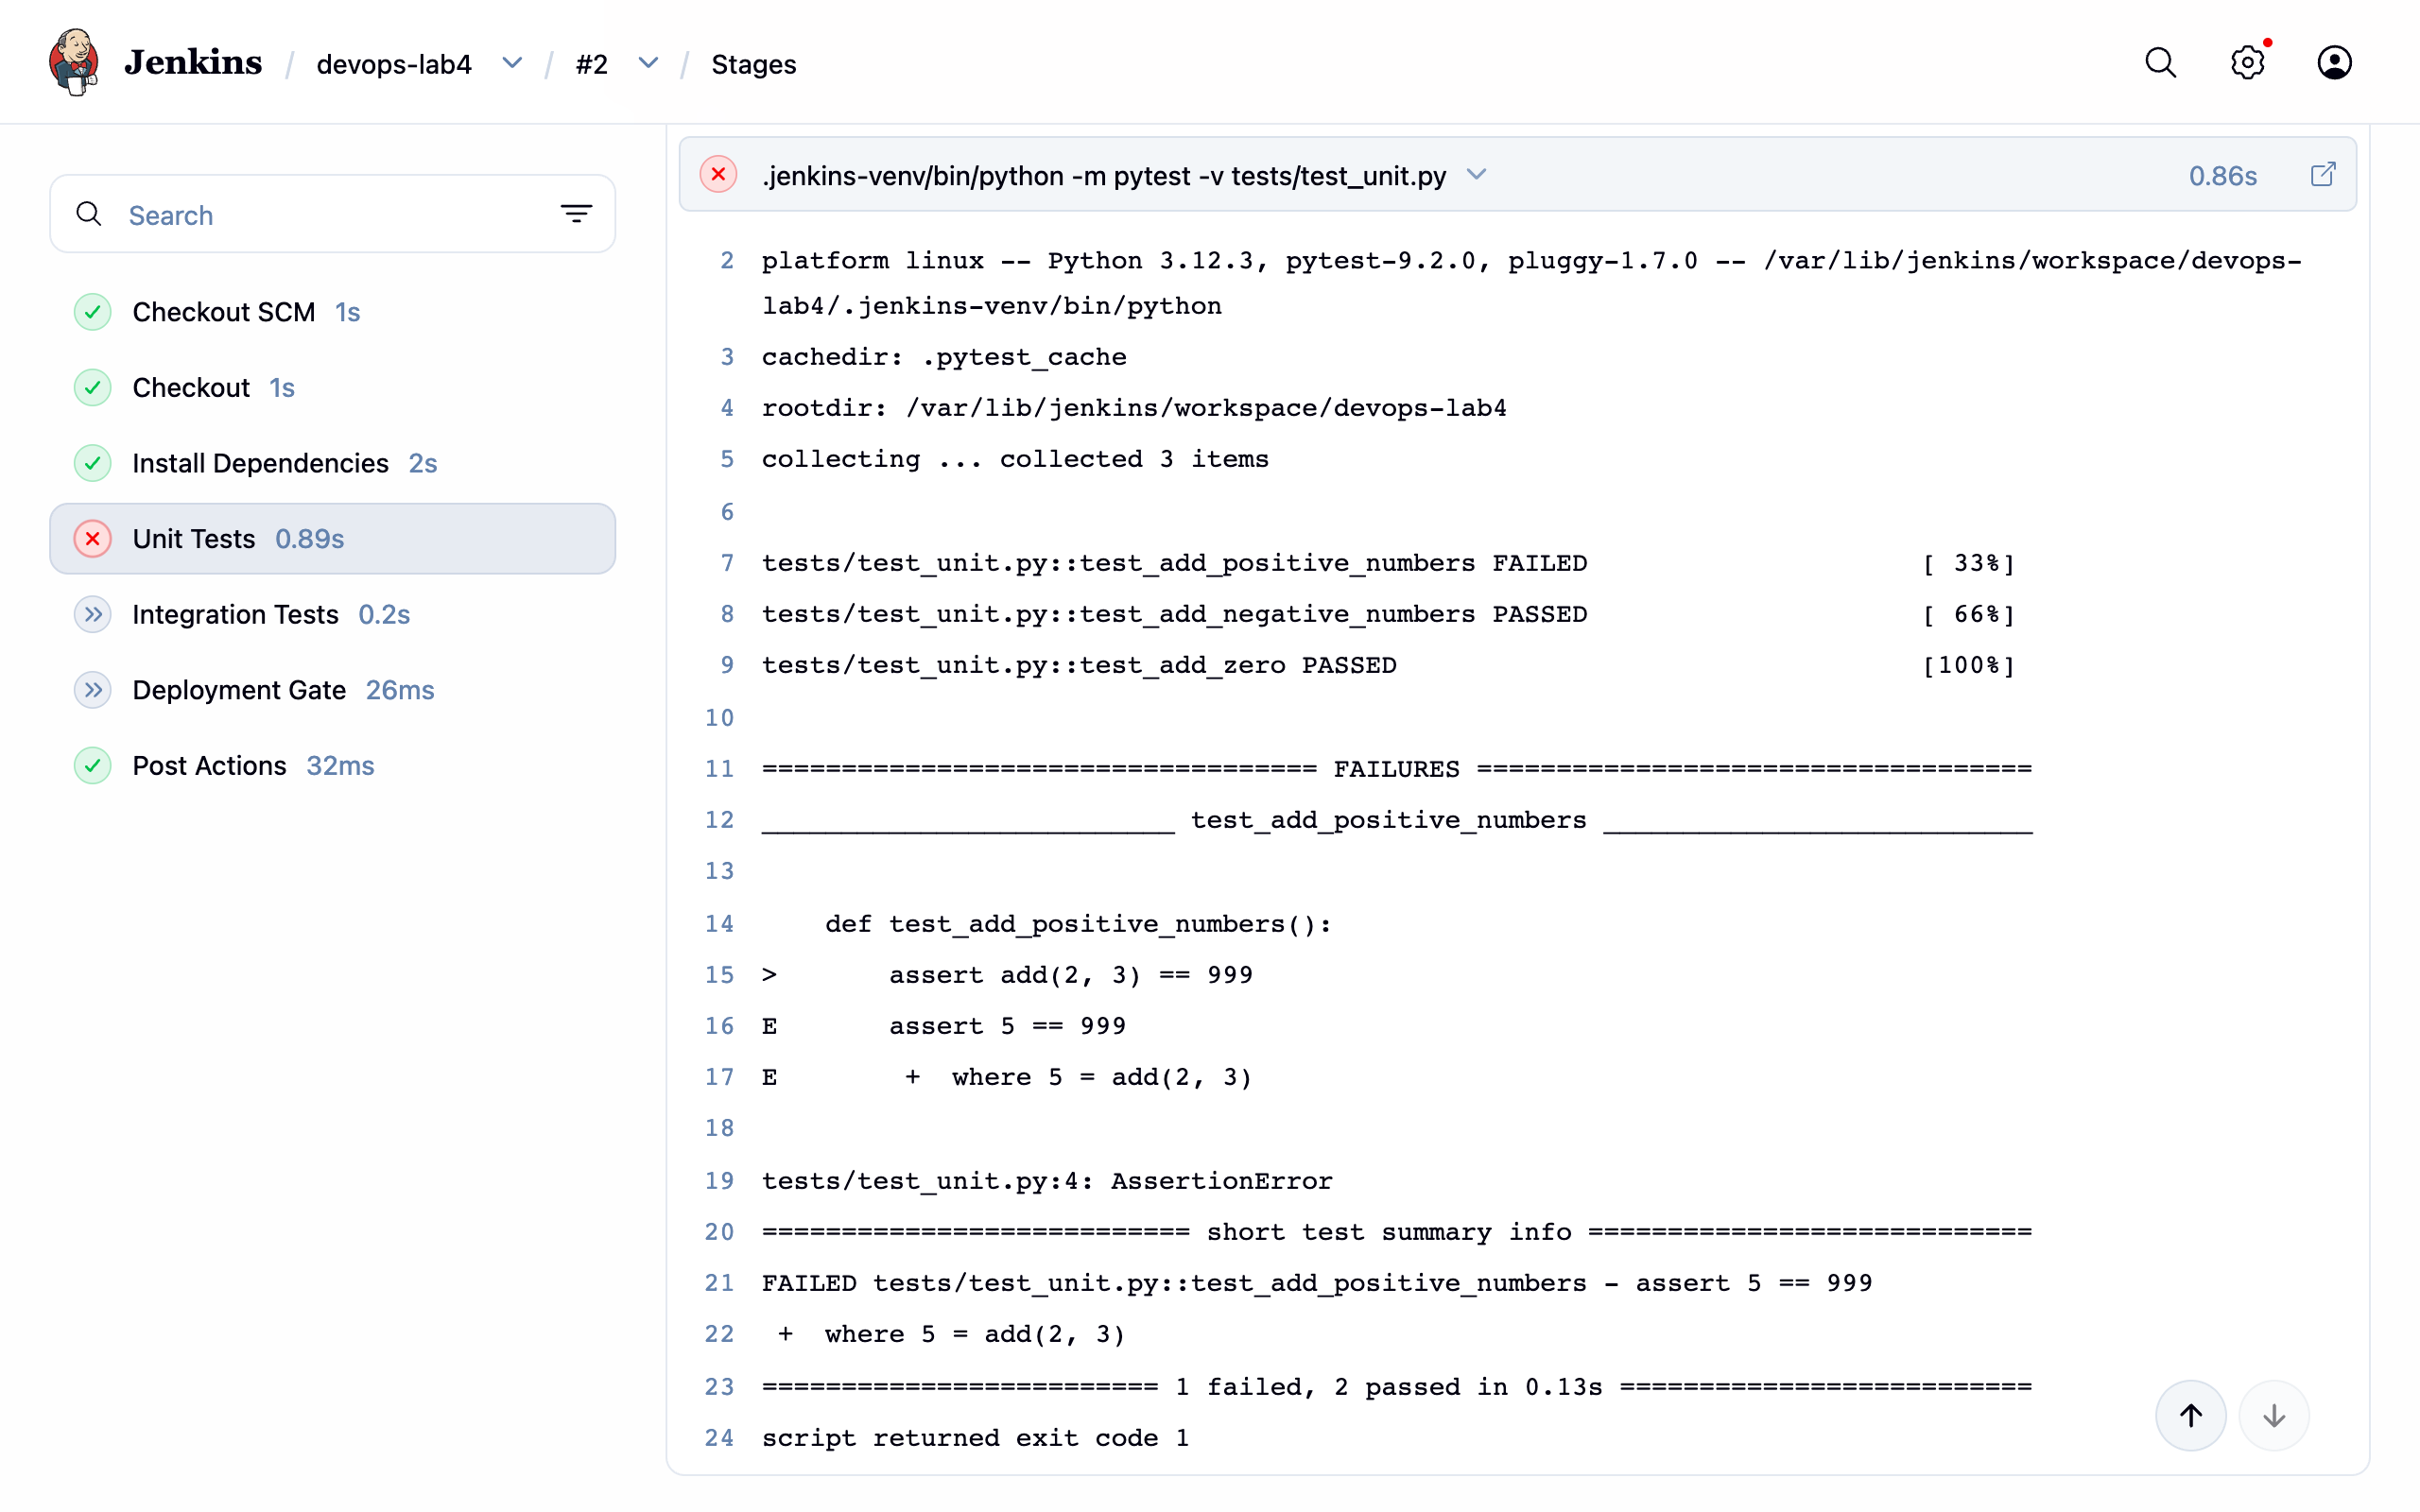 Jenkins / devops-lab4 / #2 / Stages
Search
Checkout SCM 1s
Checkout 1s
Install Dependencies 2s
Unit Tests 0.89s
Integration Tests 0.2s
Deployment Gate 26ms
Post Actions 32ms
.jenkins-venv/bin/python -m pytest -v tests/test_unit.py 0.86s
2 platform linux -- Python 3.12.3, pytest-9.2.0, pluggy-1.7.0 -- /var/lib/jenkins/workspace/devops-
lab4/.jenkins-venv/bin/python
3 cachedir: .pytest_cache
4 rootdir: /var/lib/jenkins/workspace/devops-lab4
5 collecting ... collected 3 items
6
7 tests/test_unit.py::test_add_positive_numbers FAILED [ 33%]
8 tests/test_unit.py::test_add_negative_numbers PASSED [ 66%]
9 tests/test_unit.py::test_add_zero PASSED [100%]
10
11 =================================== FAILURES ===================================
12 __________________________ test_add_positive_numbers ___________________________
13
14     def test_add_positive_numbers():
15 >       assert add(2, 3) == 999
16 E       assert 5 == 999
17 E        +  where 5 = add(2, 3)
18
19 tests/test_unit.py:4: AssertionError
20 =========================== short test summary info ============================
21 FAILED tests/test_unit.py::test_add_positive_numbers - assert 5 == 999
22  +  where 5 = add(2, 3)
23 ========================= 1 failed, 2 passed in 0.13s ==========================
24 script returned exit code 1